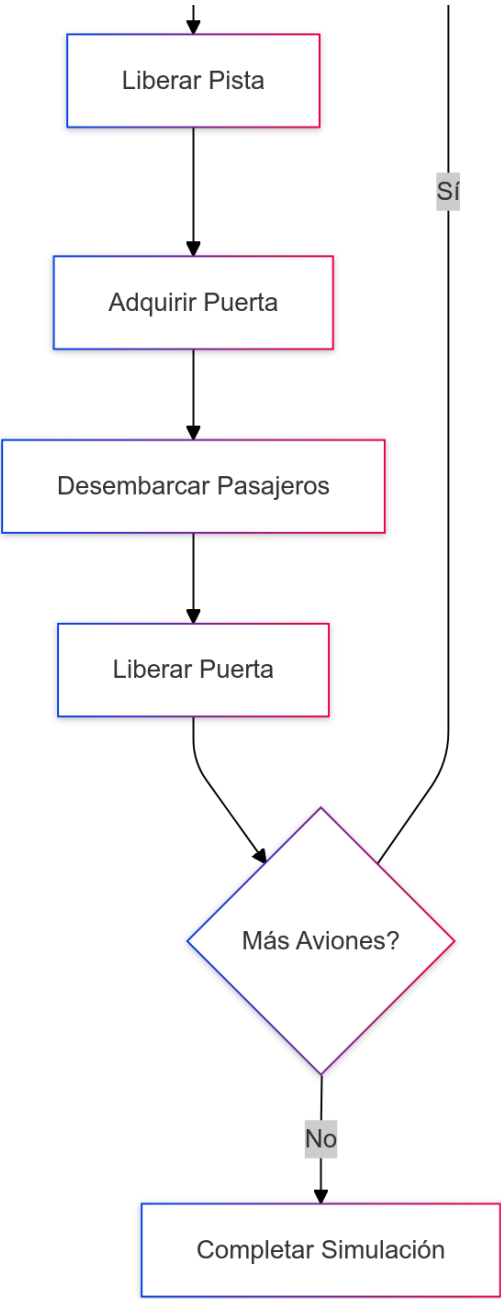 Liberar Pista
Sí
Adquirir Puerta
Desembarcar Pasajeros
Liberar Puerta
Más Aviones?
No
Completar Simulación